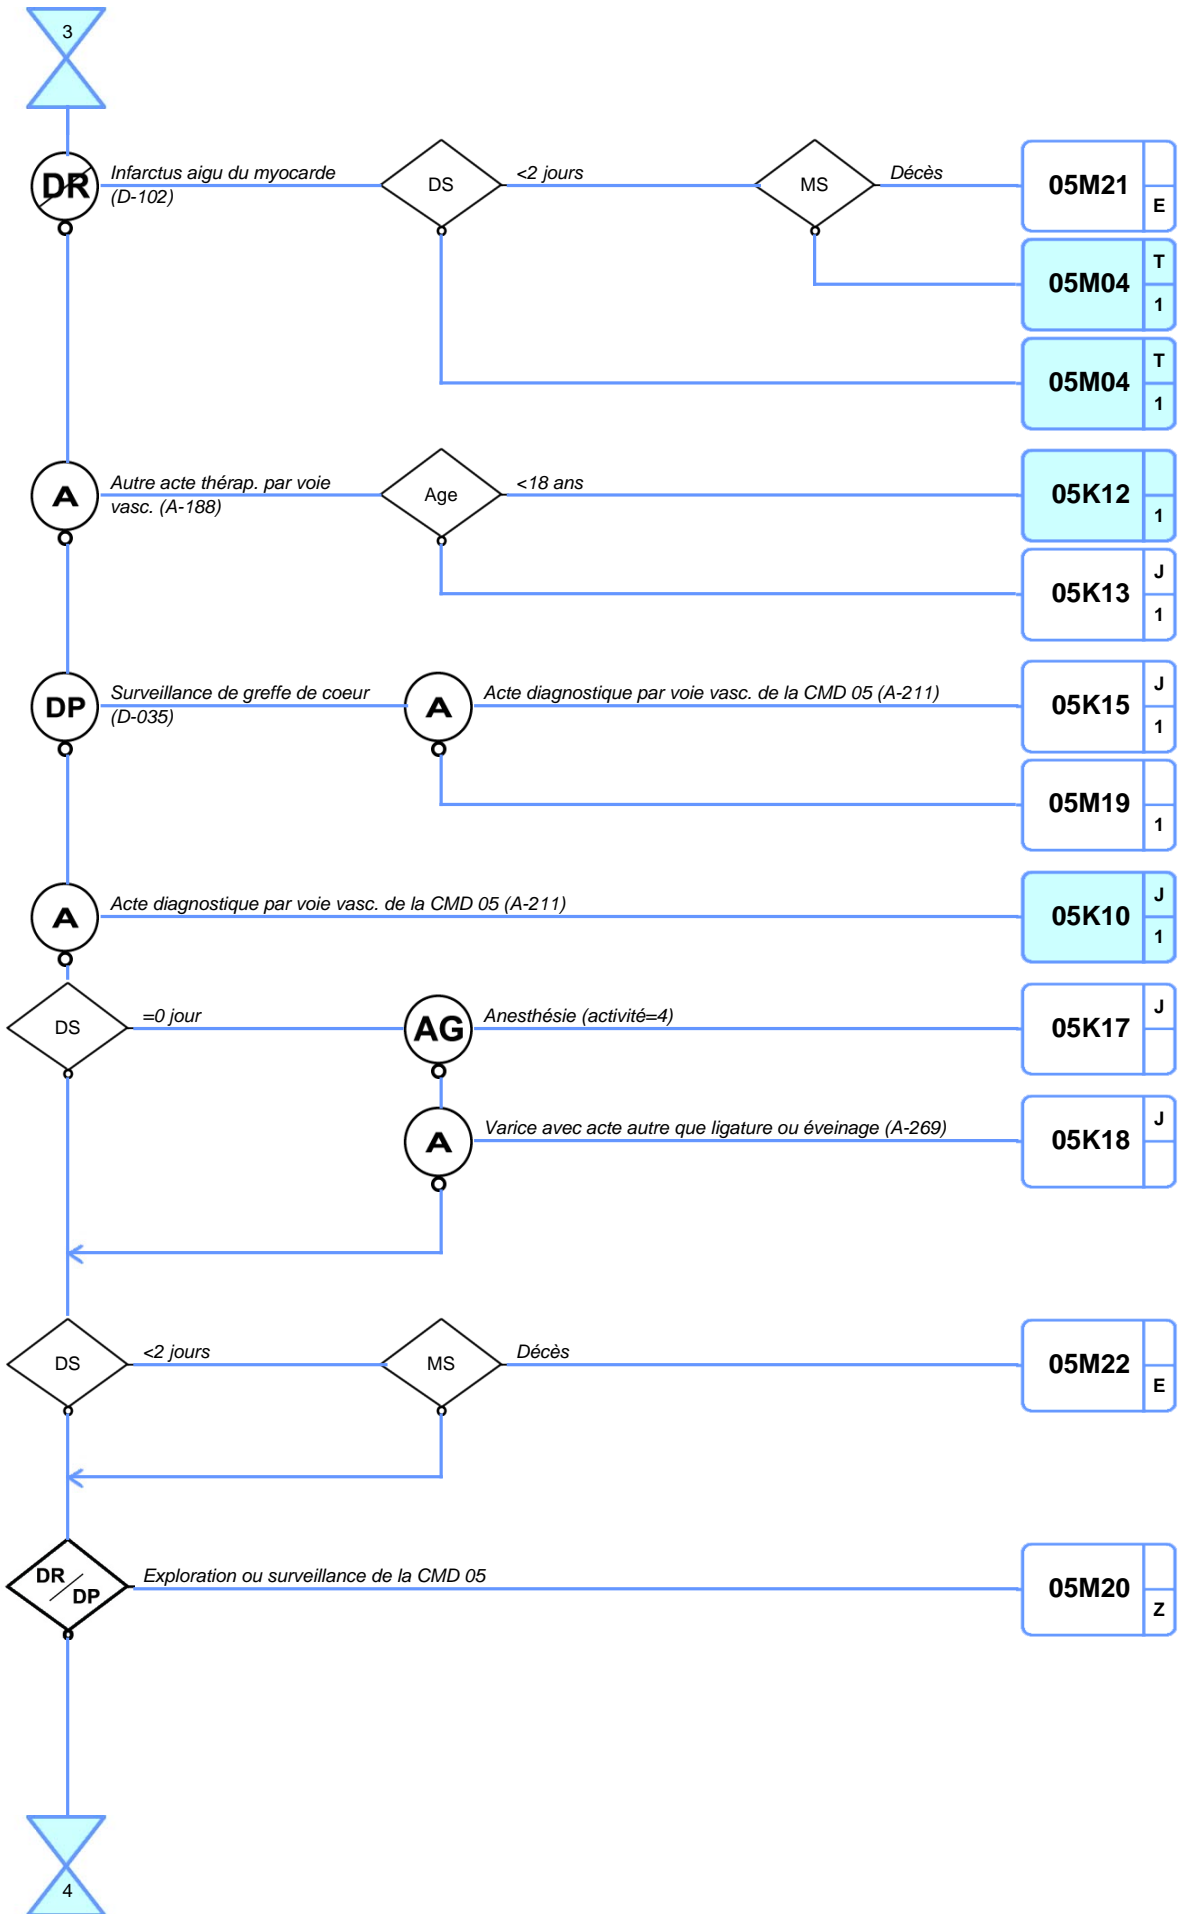 3
DR
Infarctus aigu du myocarde
(D-102)
DS
<2 jours
MS
Décès
05M21
E
05M04
T
1
05M04
T
1
A
Autre acte thérap. par voie
vasc. (A-188)
Age
<18 ans
05K12
1
05K13
J
1
DP
Surveillance de greffe de coeur
(D-035)
A
Acte diagnostique par voie vasc. de la CMD 05 (A-211)
05K15
J
1
05M19
1
A
Acte diagnostique par voie vasc. de la CMD 05 (A-211)
05K10
J
1
DS
=0 jour
AG
Anesthésie (activité=4)
05K17
J
A
Varice avec acte autre que ligature ou éveinage (A-269)
05K18
J
DS
<2 jours
MS
Décès
05M22
E
DR
DP
Exploration ou surveillance de la CMD 05
05M20
Z
4